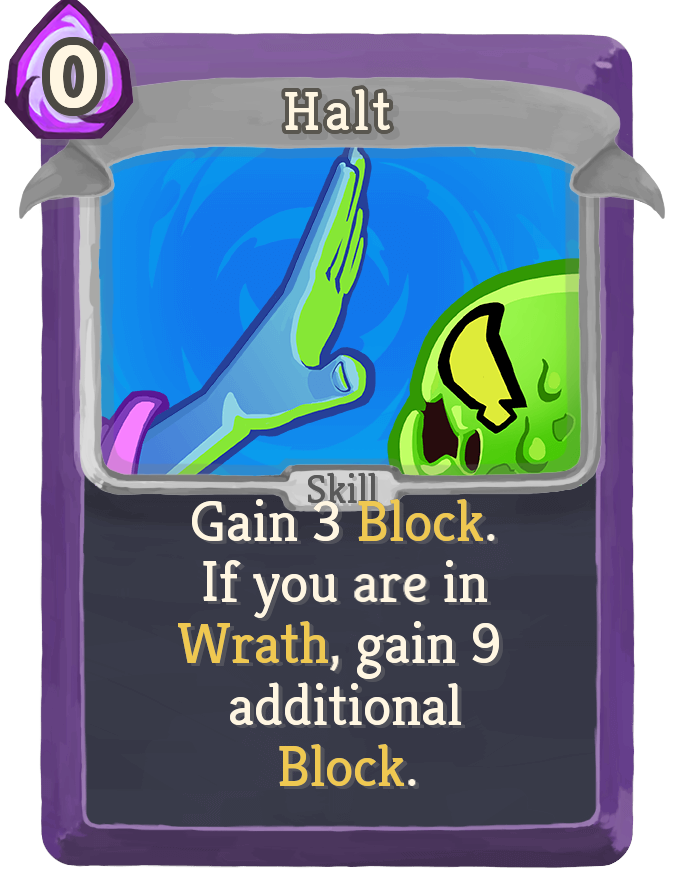 0
Halt
Skill
Gain 3 Block.
If you are in
Wrath, gain 9
additional
Block.